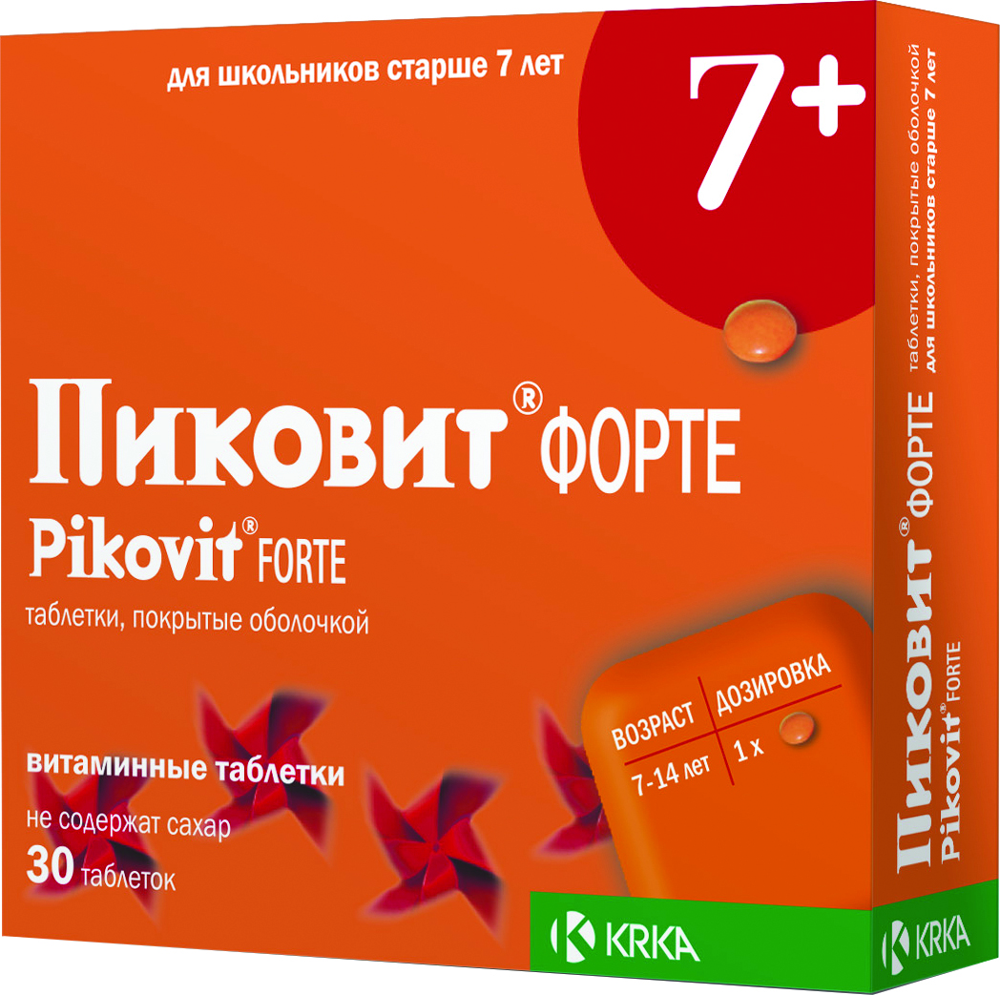 для школьников старше 7 лет
7+
Пиковит® ФОРТЕ
Pikovit® FORTE
таблетки, покрытые оболочкой
витаминные таблетки
не содержат сахар
30 таблеток
ВОЗРАСТ ДОЗИРОВКА
7-14 лет 1 x
KRKA
таблетки, покрытые оболочкой
для школьников старше 7 лет
Пиковит® ФОРТЕ
Pikovit® FORTE
KRKA